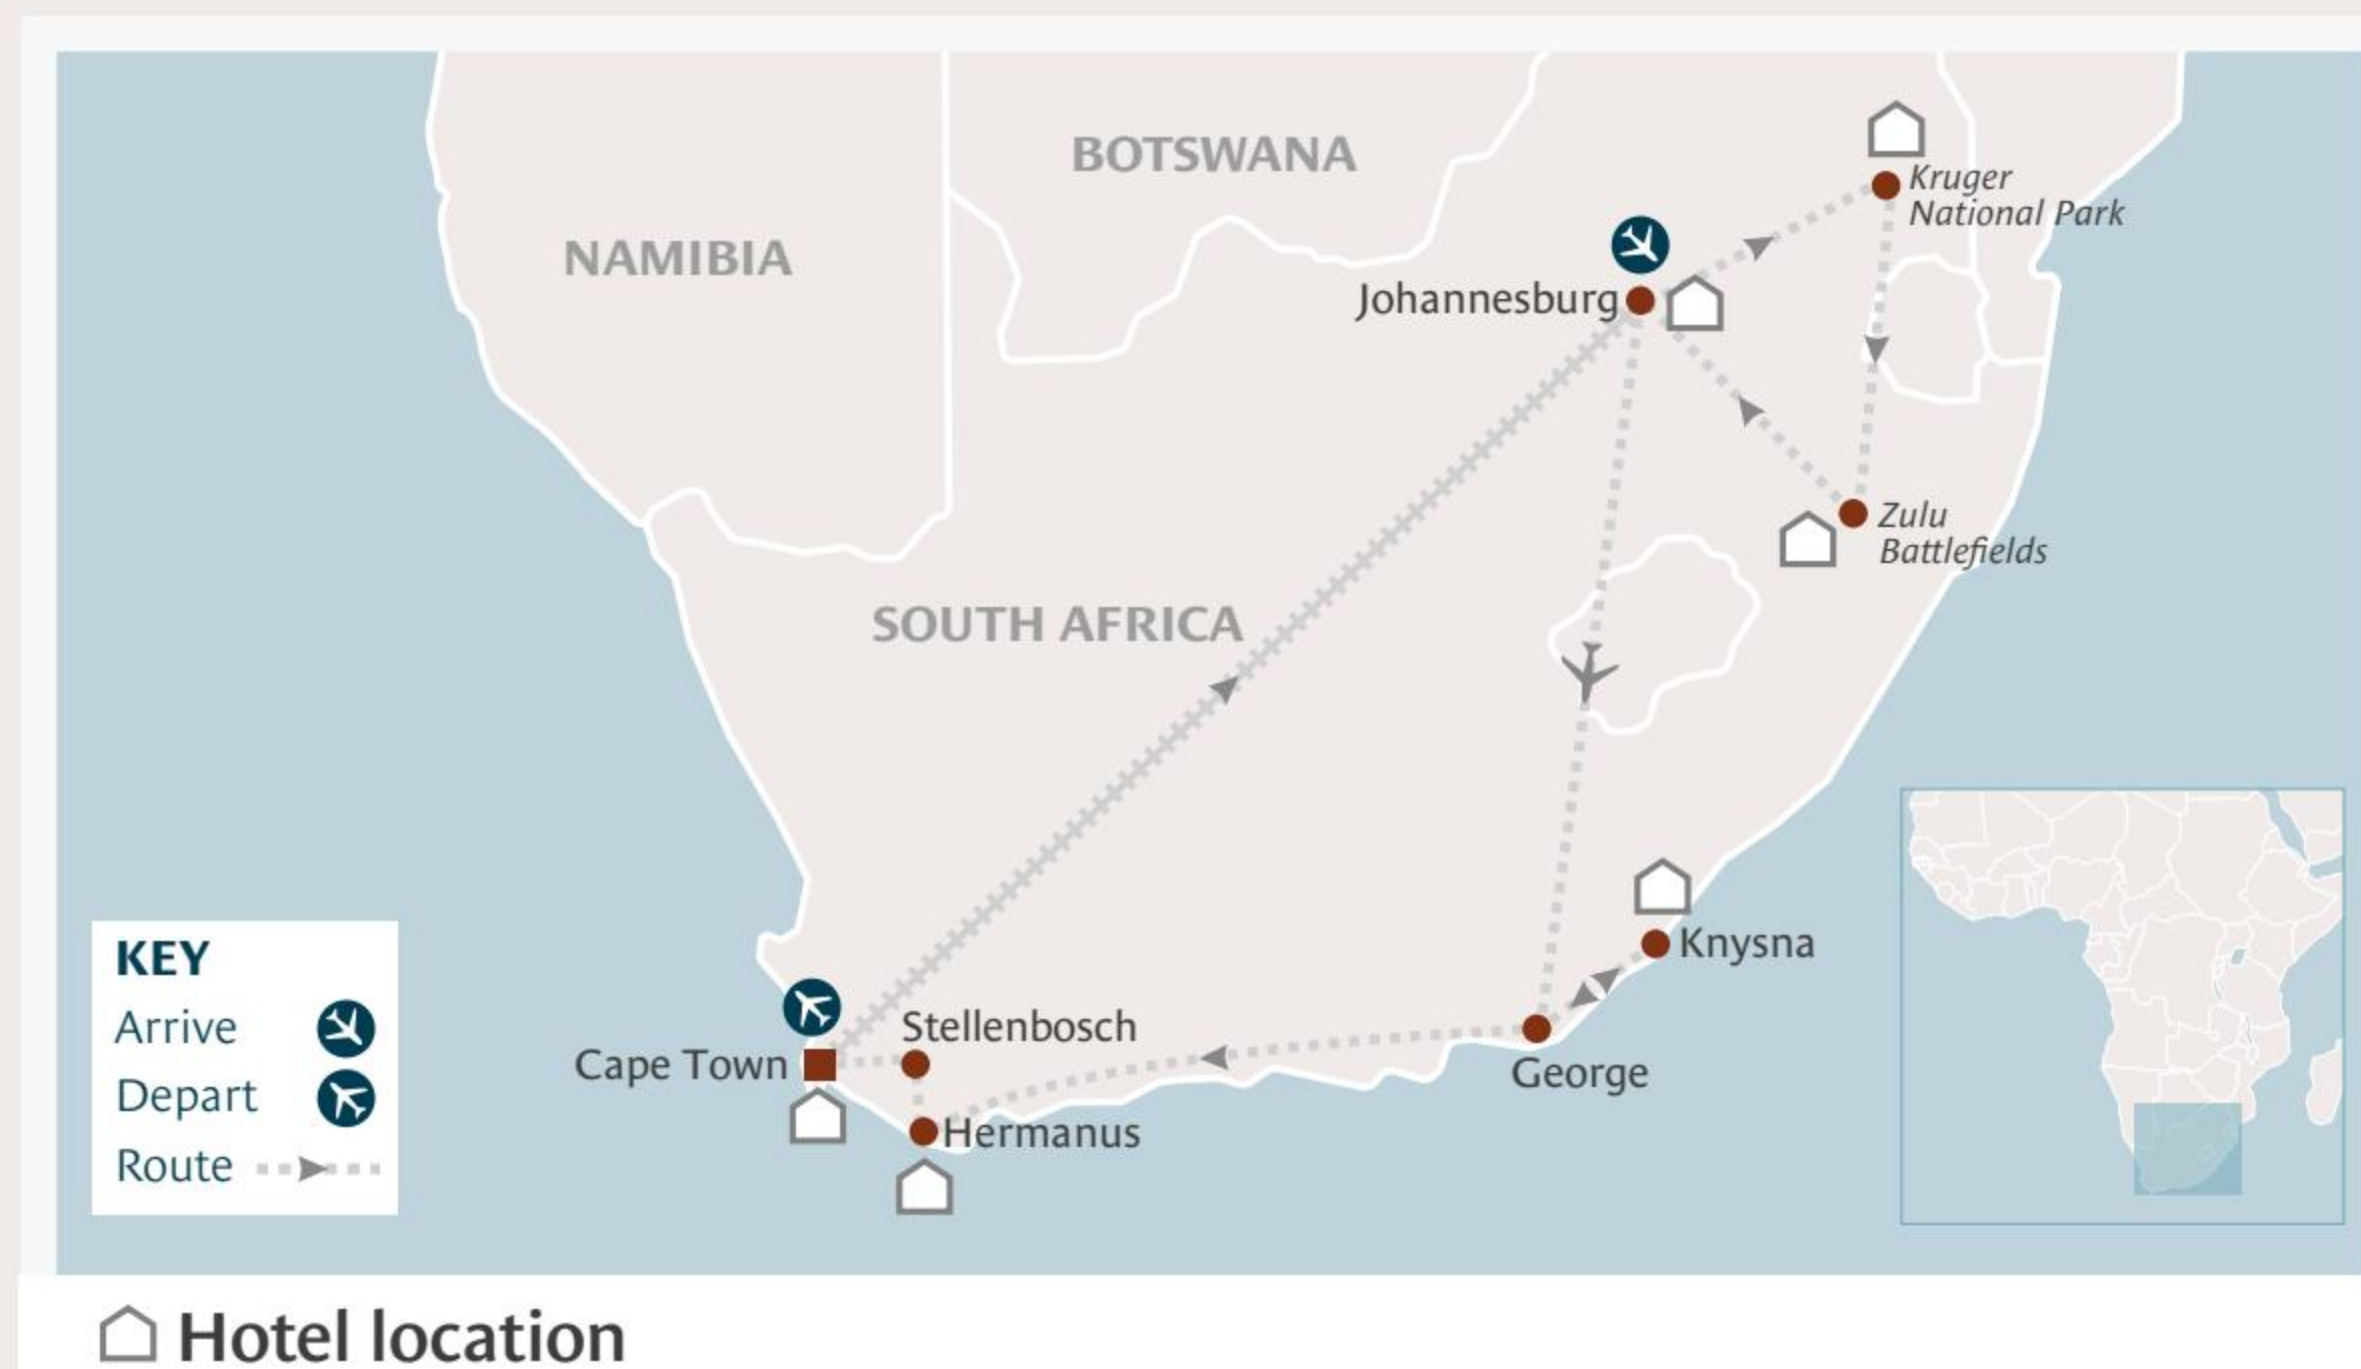 BOTSWANA
NAMIBIA
Kruger
National Park
Johannesburg
Zulu
Battlefields
SOUTH AFRICA
Knysna
Stellenbosch
Cape Town
George
Hermanus
KEY
Arrive
Depart
Route
Hotel location